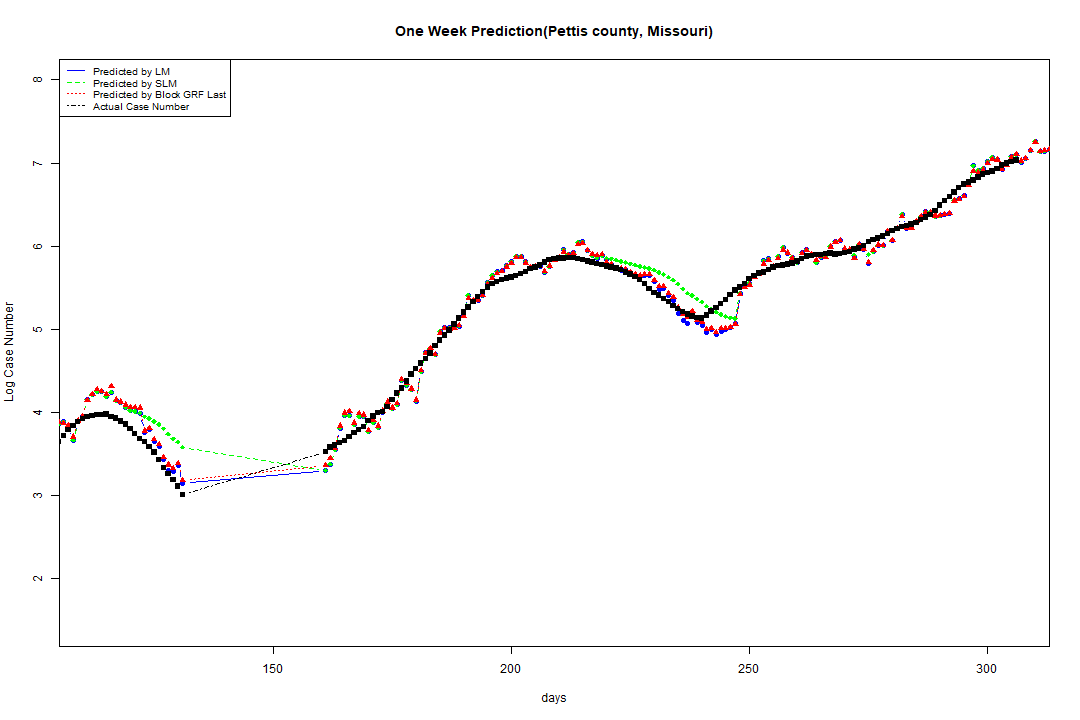 One Week Prediction(Pettis county, Missouri)
Predicted by LM
Predicted by SLM
Predicted by Block GRF Last
Actual Case Number
8
7
6
5
4
3
2
Log Case Number
150 200 250 300
days